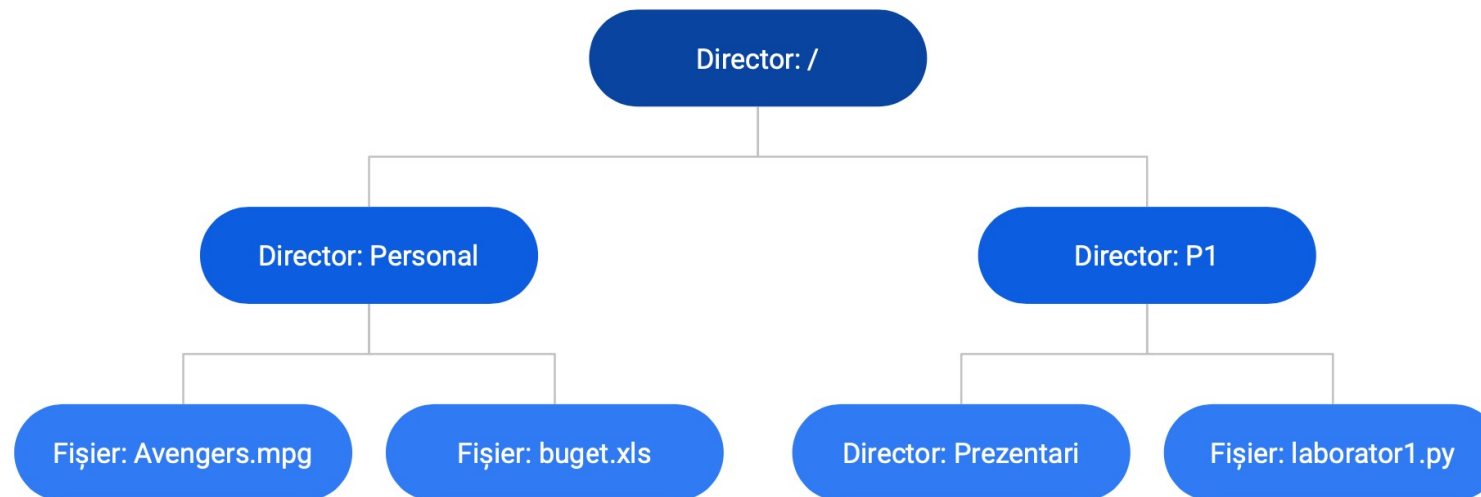 Director: /
Director: Personal
Director: P1
Fișier: Avengers.mpg
Fișier: buget.xls
Director: Prezentari
Fișier: laborator1.py